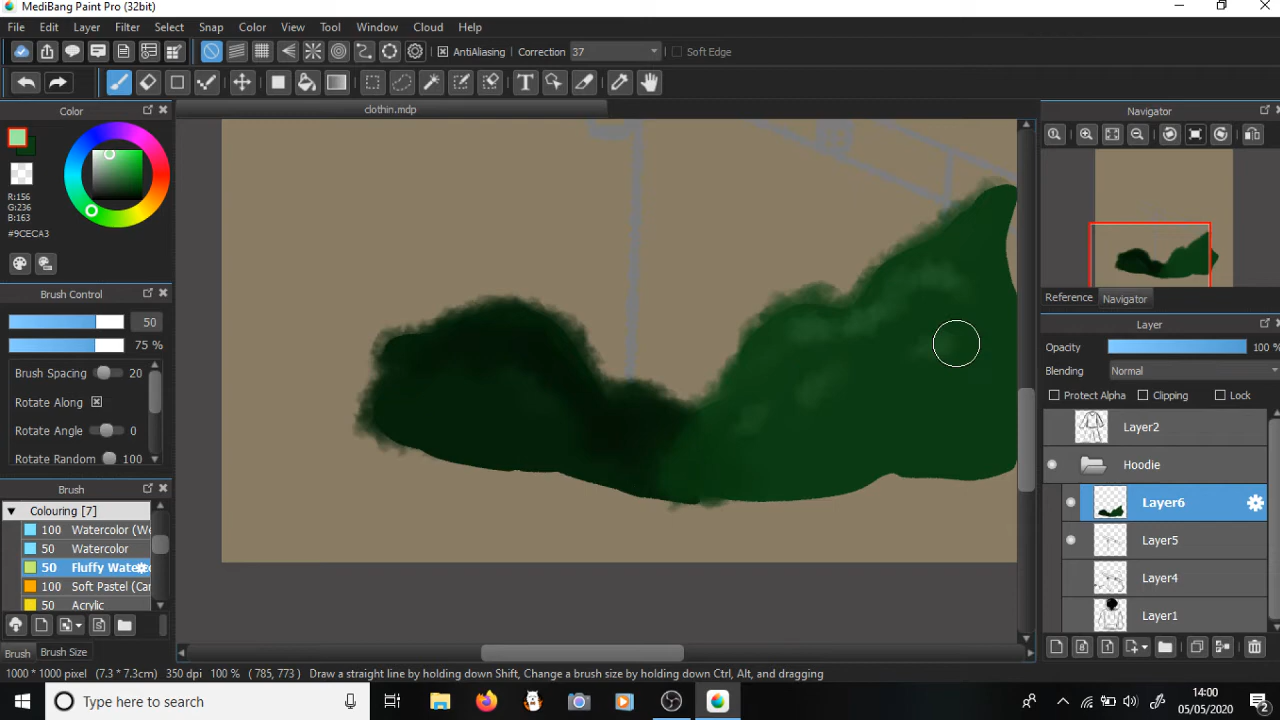 MediBang Paint Pro (32bit)
File Edit Layer Filter Select Snap Color View Tool Window Cloud Help
AntiAliasing Correction 37 Soft Edge
Color
clothin.mdp
Navigator
R:156
G:236
B:163
#9CECA3
Brush Control
50
75 %
Brush Spacing 20
Rotate Along
Rotate Angle 0
Rotate Random 100
Reference Navigator
Layer
Opacity 100 %
Blending Normal
Protect Alpha Clipping Lock
Layer2
Hoodie
Layer6
Layer5
Layer4
Layer1
Brush
Colouring [7]
100 Watercolor (We
50 Watercolor
50 Fluffy Waterc
100 Soft Pastel (Can
50 Acrylic
Brush Brush Size
1000 * 1000 pixel (7.3 * 7.3cm) 350 dpi 100 % ( 785, 773 ) Draw a straight line by holding down Shift, Change a brush size by holding down Ctrl, Alt, and dragging
Type here to search
14:00
05/05/2020
2